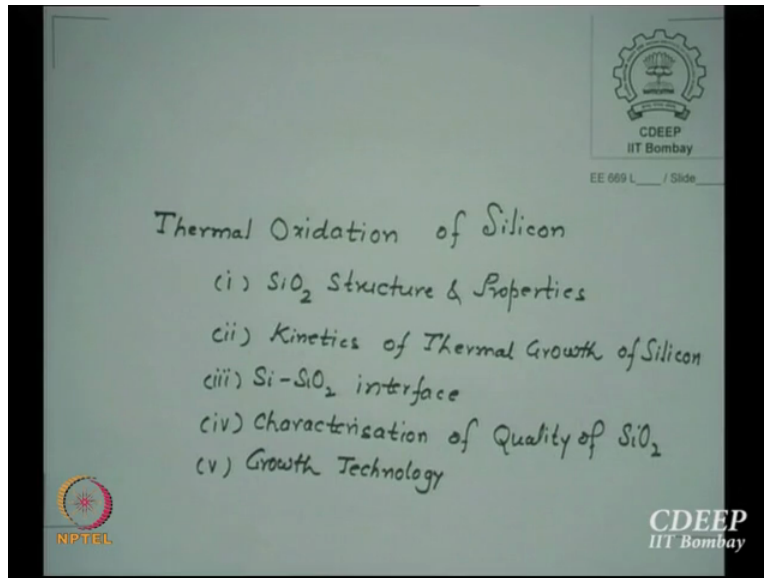 CDEEP
IIT Bombay
EE 669 L___ / Slide___
Thermal Oxidation of Silicon
(i) SiO2 Structure & Properties
(ii) Kinetics of Thermal Growth of Silicon
(iii) Si-SiO2 interface
(iv) Characterisation of Quality of SiO2
(v) Growth Technology
NPTEL
CDEEP
IIT Bombay